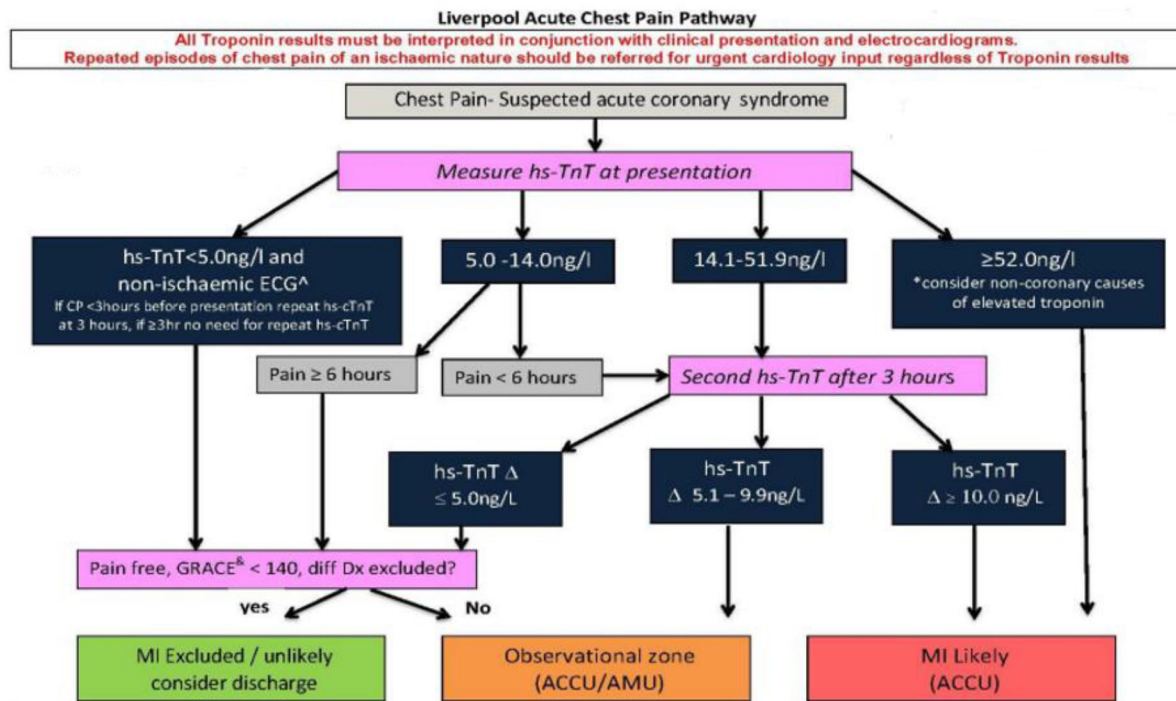 Liverpool Acute Chest Pain Pathway
All Troponin results must be interpreted in conjunction with clinical presentation and electrocardiograms.
Repeated episodes of chest pain of an ischaemic nature should be referred for urgent cardiology input regardless of Troponin results
Chest Pain- Suspected acute coronary syndrome
Measure hs-TnT at presentation
hs-TnT<5.0ng/l and
non-ischaemic ECG^
If CP <3hours before presentation repeat hs-cTnT
at 3 hours, if ≥3hr no need for repeat hs-cTnT
5.0 -14.0ng/l
14.1-51.9ng/l
≥52.0ng/l
*consider non-coronary causes
of elevated troponin
Pain ≥ 6 hours
Pain < 6 hours
Second hs-TnT after 3 hours
hs-TnT Δ
≤ 5.0ng/L
hs-TnT
Δ 5.1 – 9.9ng/L
hs-TnT
Δ ≥ 10.0 ng/L
Pain free, GRACE& < 140, diff Dx excluded?
yes
No
MI Excluded / unlikely
consider discharge
Observational zone
(ACCU/AMU)
MI Likely
(ACCU)